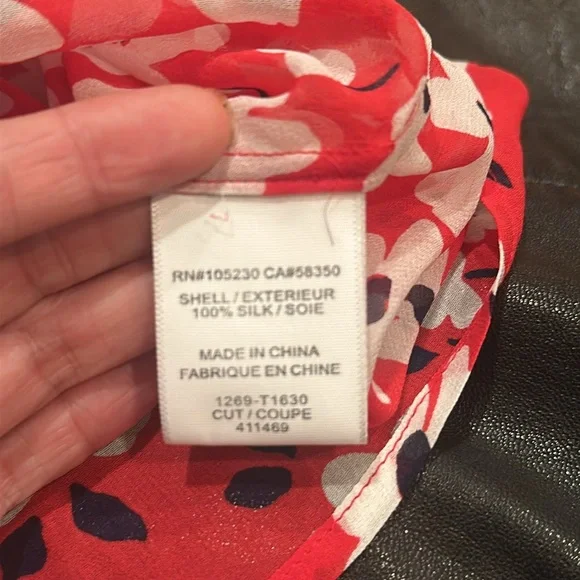 RN#105230 CA#58350
SHELL/EXTERIEUR
100% SILK/SOIE
MADE IN CHINA
FABRIQUE EN CHINE
1269-T1630
CUT/COUPE
411469